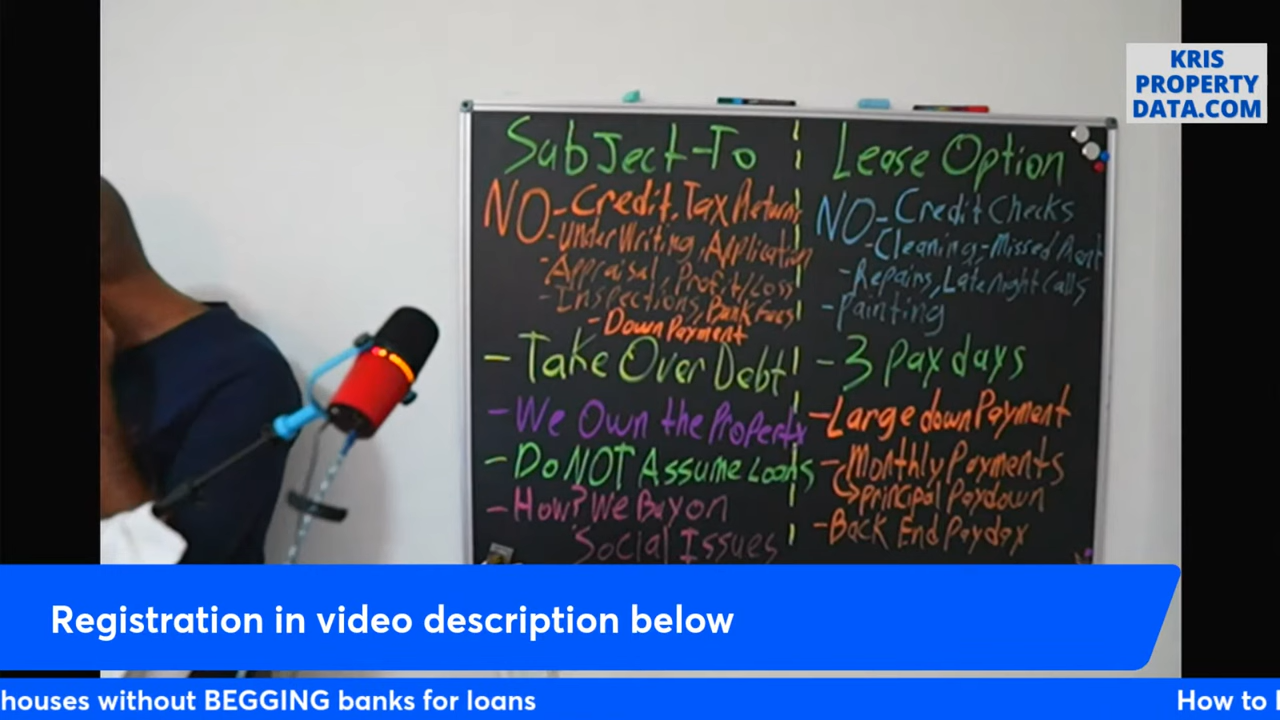 KRIS
PROPERTY
DATA.COM
Subject-To
NO-Credit, Tax Returns
-Underwriting, Application
-Appraisal, Profit/Loss
-Inspections, Bank Fees
-Down Payment
-Take Over Debt
-We Own the Property
-Do NOT Assume Loans
-How? We Buy on
Social Issues
Lease Option
NO-Credit Checks
-Cleaning,-Missed Rent
-Repairs, Late Night Calls
-Painting
-3 paydays
-Large down Payment
-Monthly Payments
principal Paydown
-Back End Payday
Registration in video description below
houses without BEGGING banks for loans
How to